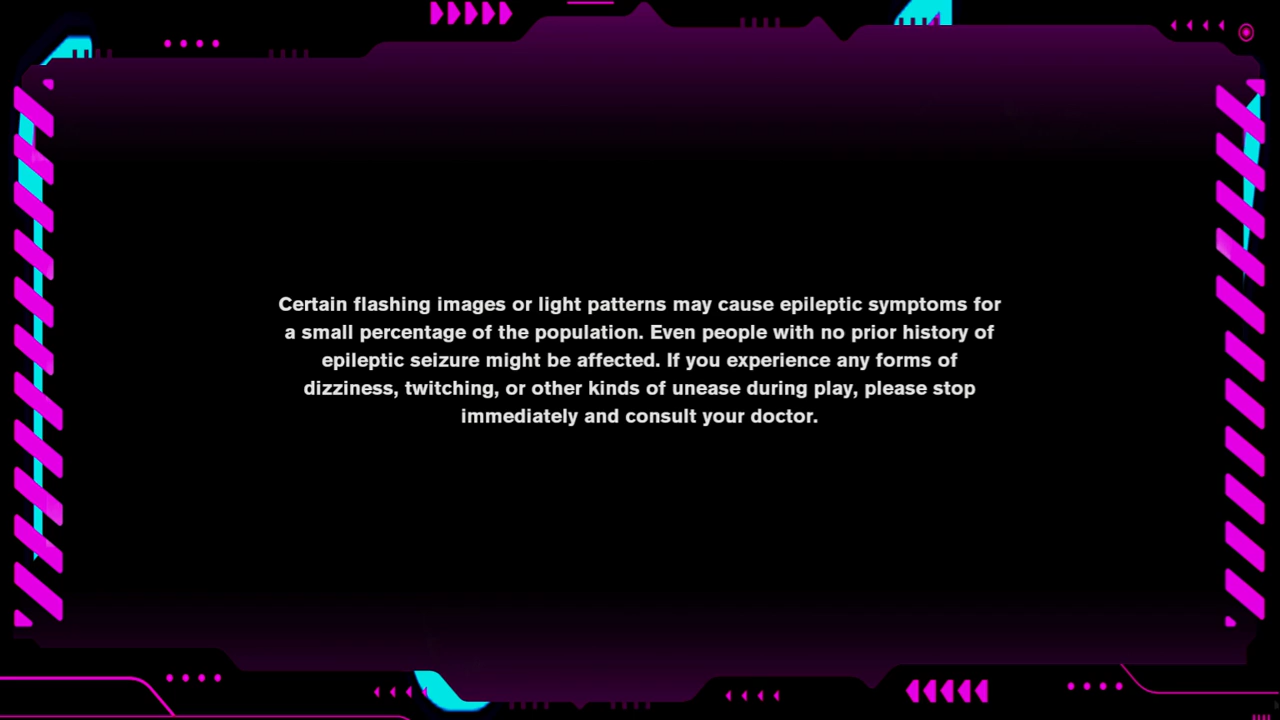 Certain flashing images or light patterns may cause epileptic symptoms for
a small percentage of the population. Even people with no prior history of
epileptic seizure might be affected. If you experience any forms of
dizziness, twitching, or other kinds of unease during play, please stop
immediately and consult your doctor.